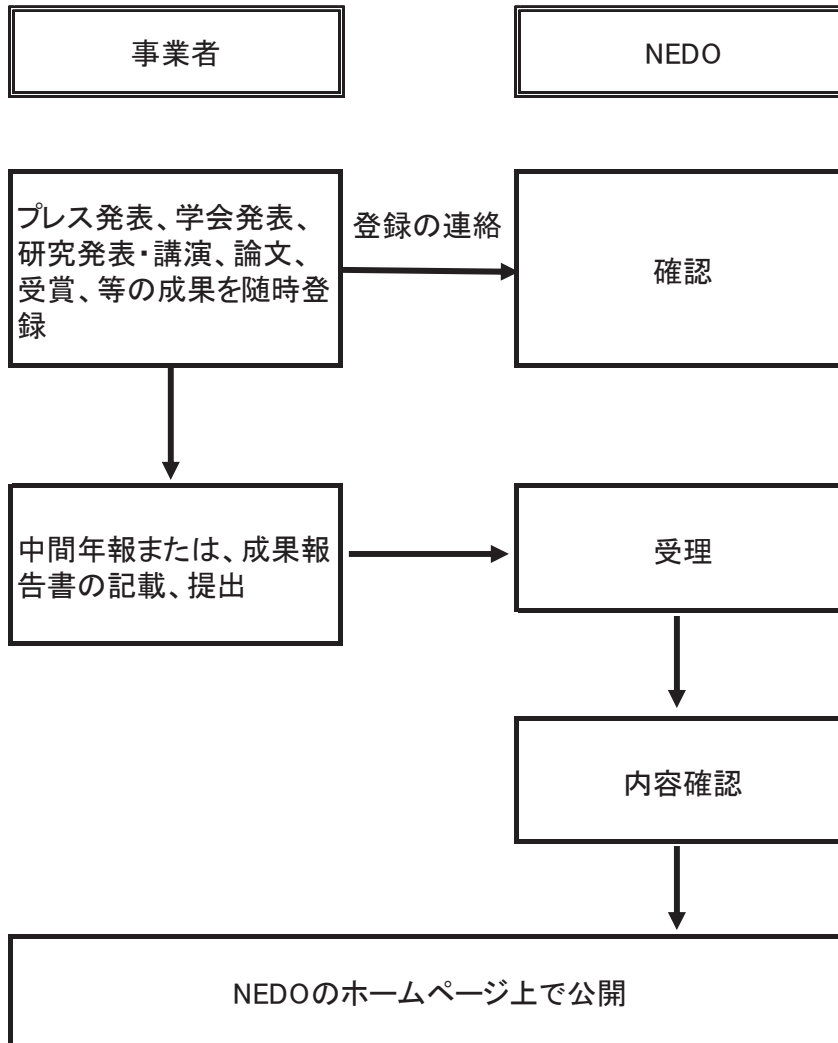 事業者
NEDO
プレス発表、学会発表、
研究発表・講演、論文、
受賞、等の成果を随時登
録
登録の連絡
確認
中間年報または、成果報
告書の記載、提出
受理
内容確認
NEDOのホームページ上で公開